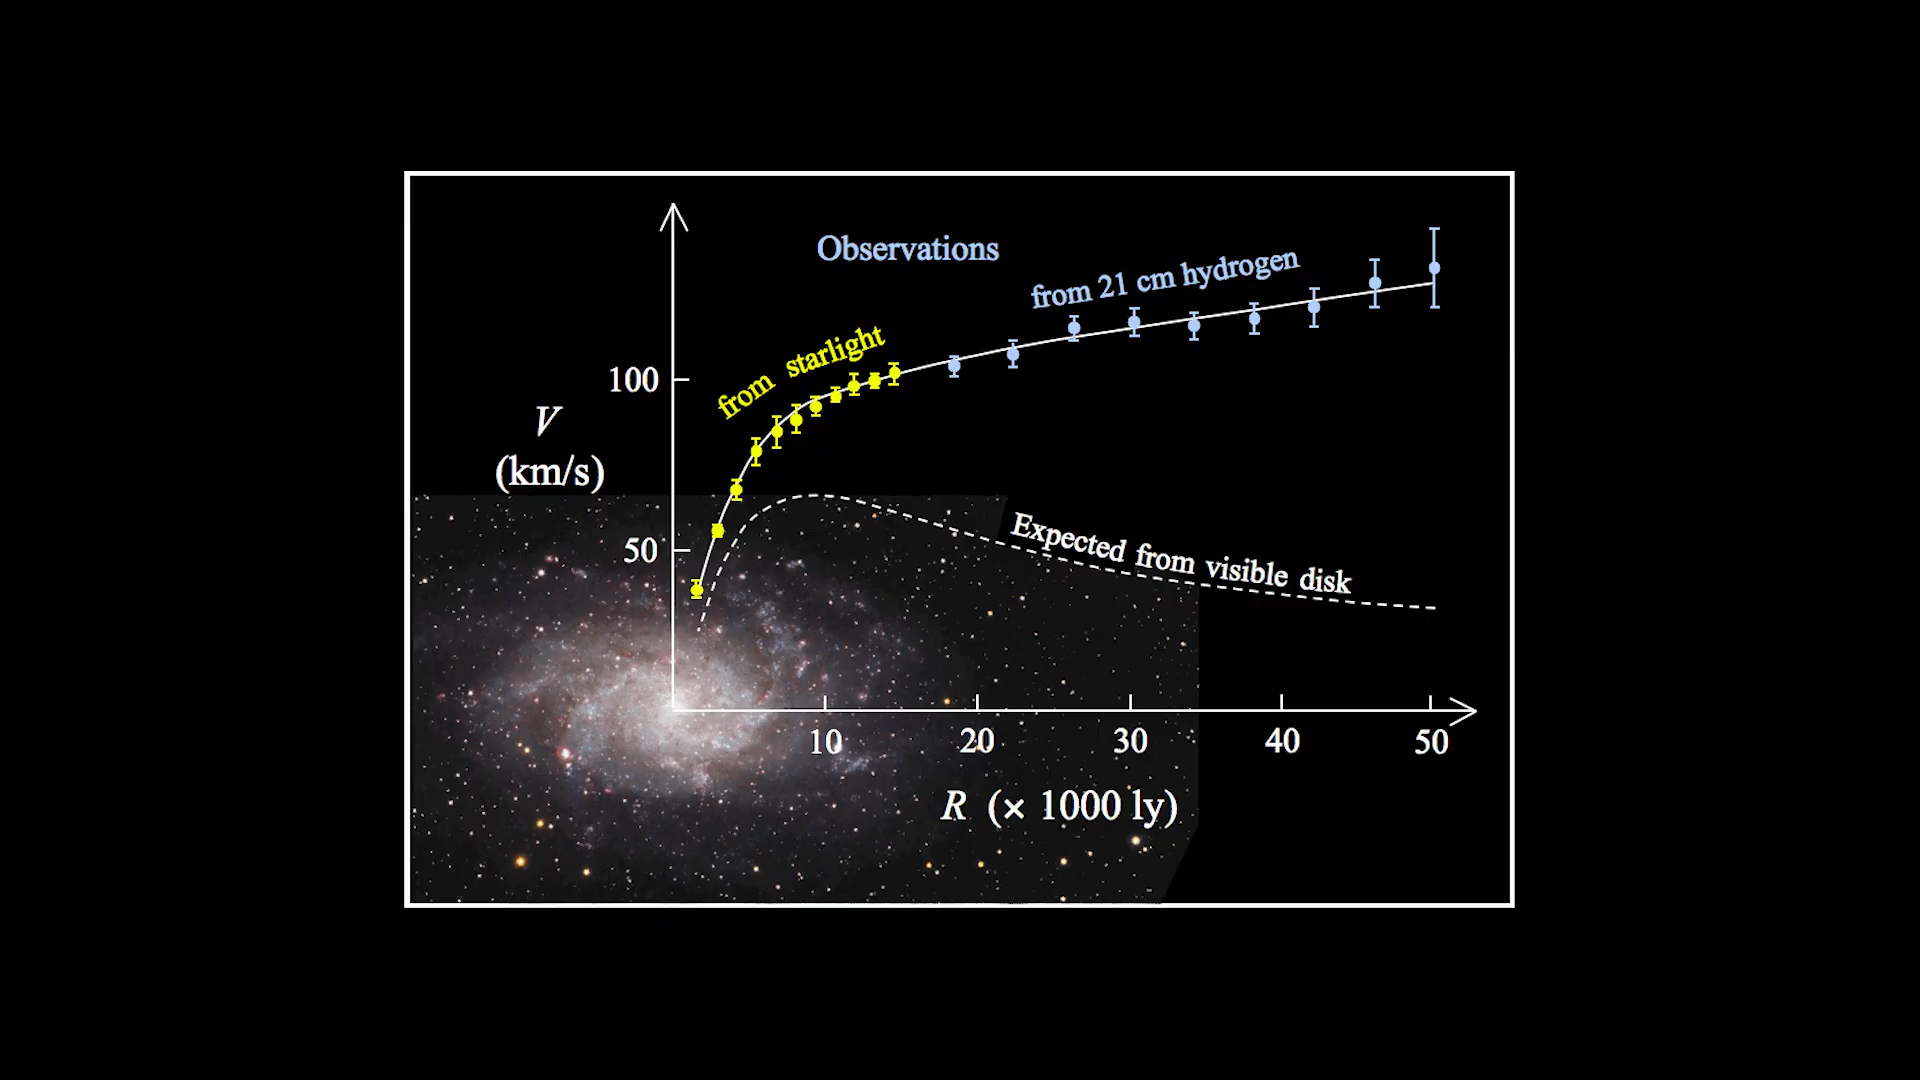 Observations
from 21 cm hydrogen
from starlight
100
V
(km/s)
50
Expected from visible disk
10
20
30
40
50
R (× 1000 ly)